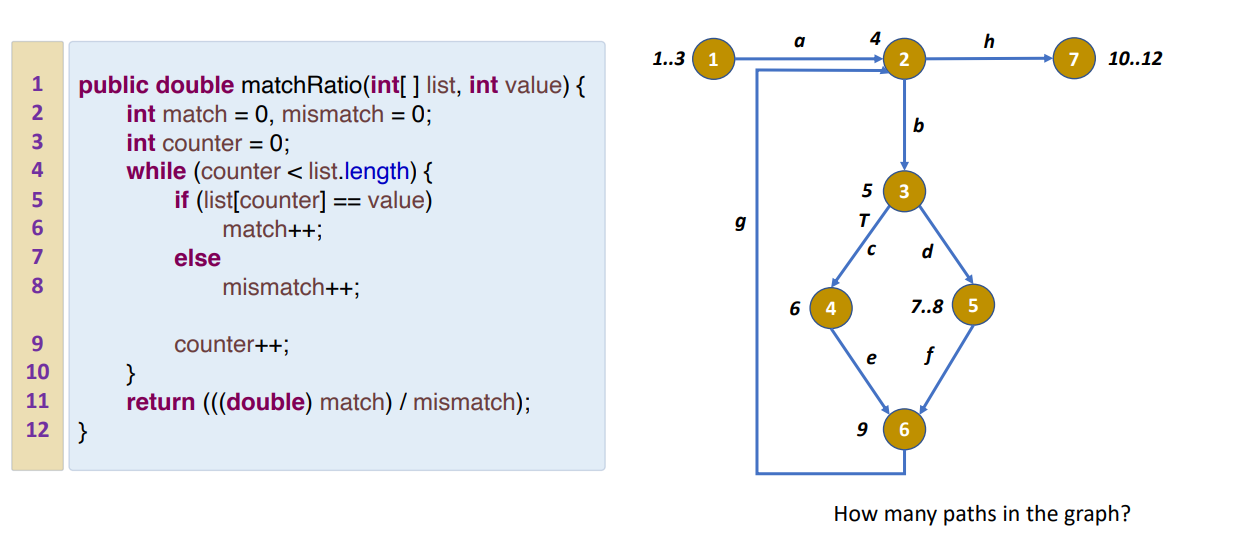 1 public double matchRatio(int[ ] list, int value) {
2 int match = 0, mismatch = 0;
3 int counter = 0;
4 while (counter < list.length) {
5 if (list[counter] == value)
6 match++;
7 else
8 mismatch++;
9 counter++;
10 }
11 return (((double) match) / mismatch);
12 }
1..3 1 a 4 2 h 7 10..12
b
5 3
T
g
c d
6 4 7..8 5
e f
9 6
How many paths in the graph?